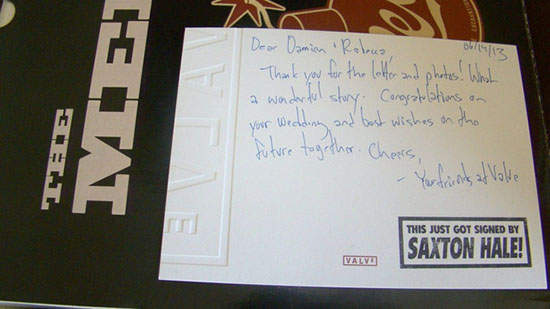 THE
MEE
VALVE
Dear Damien & Rebecca 06/14/13
Thank you for the letter and photos! What
a wonderful story. Congratulations on
your wedding and best wishes on the
future together. Cheers,
- Your friends at Valve
VALVE
THIS JUST GOT SIGNED BY
SAXTON HALE!